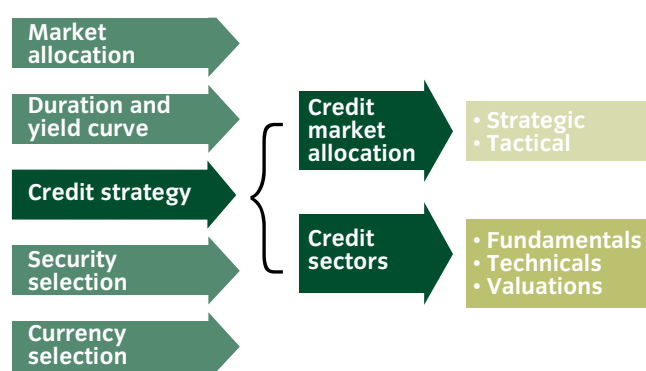 Market
allocation
Duration and
yield curve
Credit strategy
Security
selection
Currency
selection
Credit
market
allocation
• Strategic
• Tactical
Credit
sectors
• Fundamentals
• Technicals
• Valuations